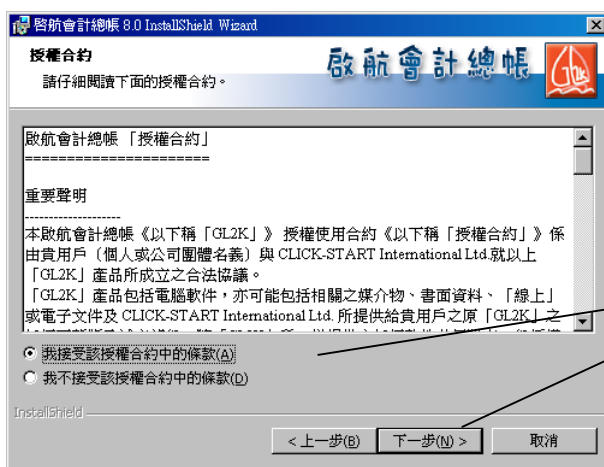 啓航會計總帳 8.0 InstallShield Wizard
授權合約
請仔細閱讀下面的授權合約。
啟航會計總帳
啟航會計總帳 「授權合約」
=======================
重要聲明
-------------------
本啟航會計總帳《以下稱「GL2K」》 授權使用合約《以下稱「授權合約」》係
由貴用戶〔個人或公司團體名義〕與 CLICK-START International Ltd.就以上
「GL2K」產品所成立之合法協議。
「GL2K」產品包括電腦軟件，亦可能包括相關之媒介物、書面資料、「線上」
或電子文件及 CLICK-START International Ltd. 所提供給貴用戶之原「GL2K」之
我接受該授權合約中的條款(A)
我不接受該授權合約中的條款(D)
InstallShield
< 上一步(B)
下一步(N) >
取消